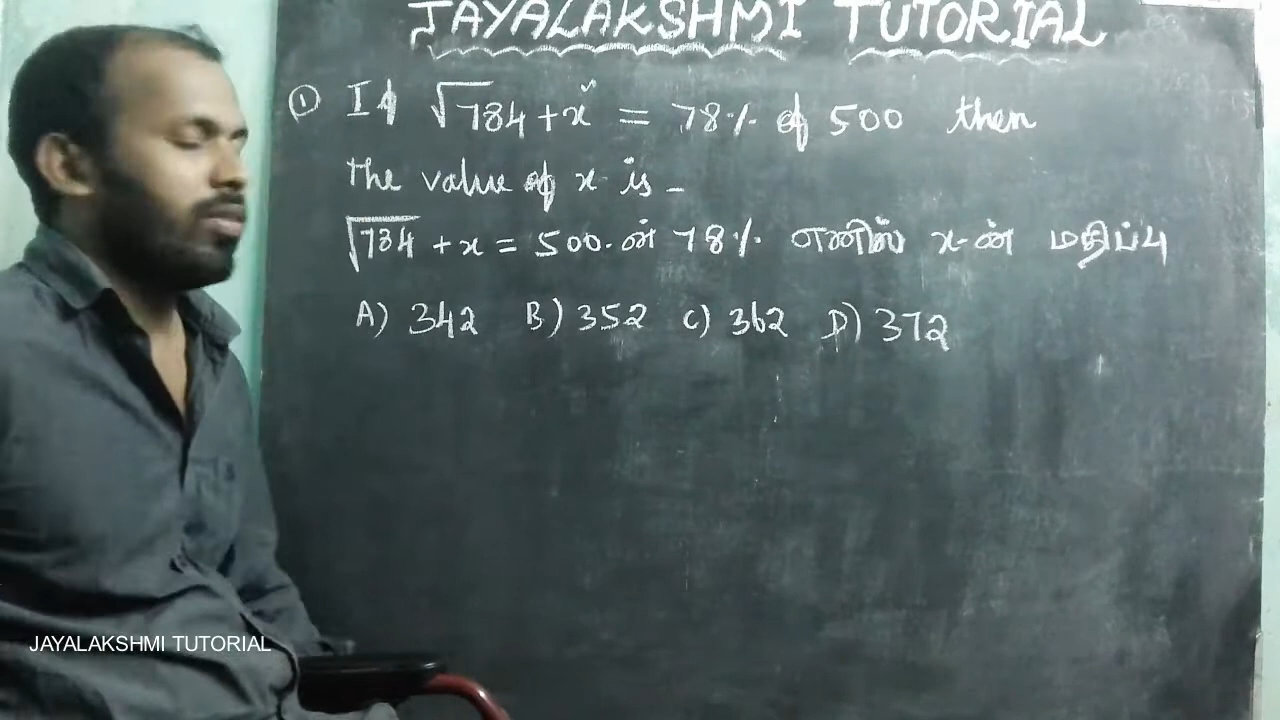 JAYALAKSHMI TUTORIAL
① If √784 + x = 78% of 500 then
the value of x is -
√784 + x = 500-ன் 78% எனில் x-ன் மதிப்பு
A) 342 B) 352 C) 362 D) 372
JAYALAKSHMI TUTORIAL